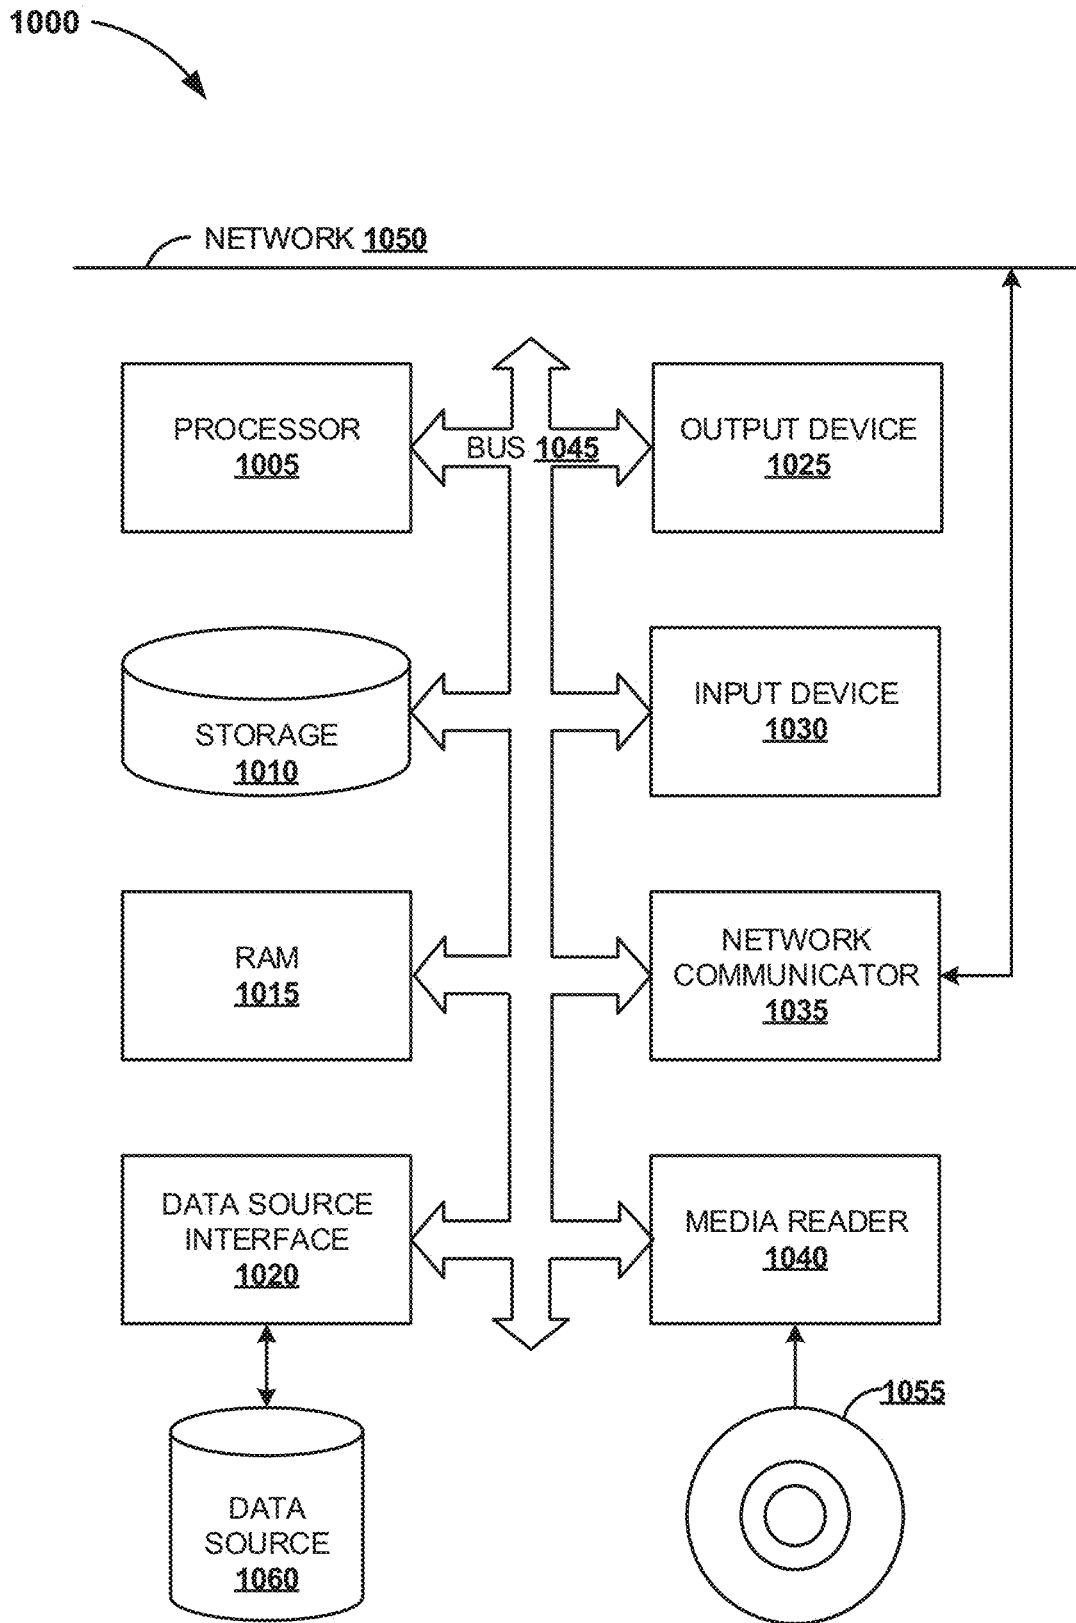 1000
NETWORK 1050
PROCESSOR
1005
BUS 1045
OUTPUT DEVICE
1025
STORAGE
1010
INPUT DEVICE
1030
RAM
1015
NETWORK
COMMUNICATOR
1035
DATA SOURCE
INTERFACE
1020
MEDIA READER
1040
1055
DATA
SOURCE
1060